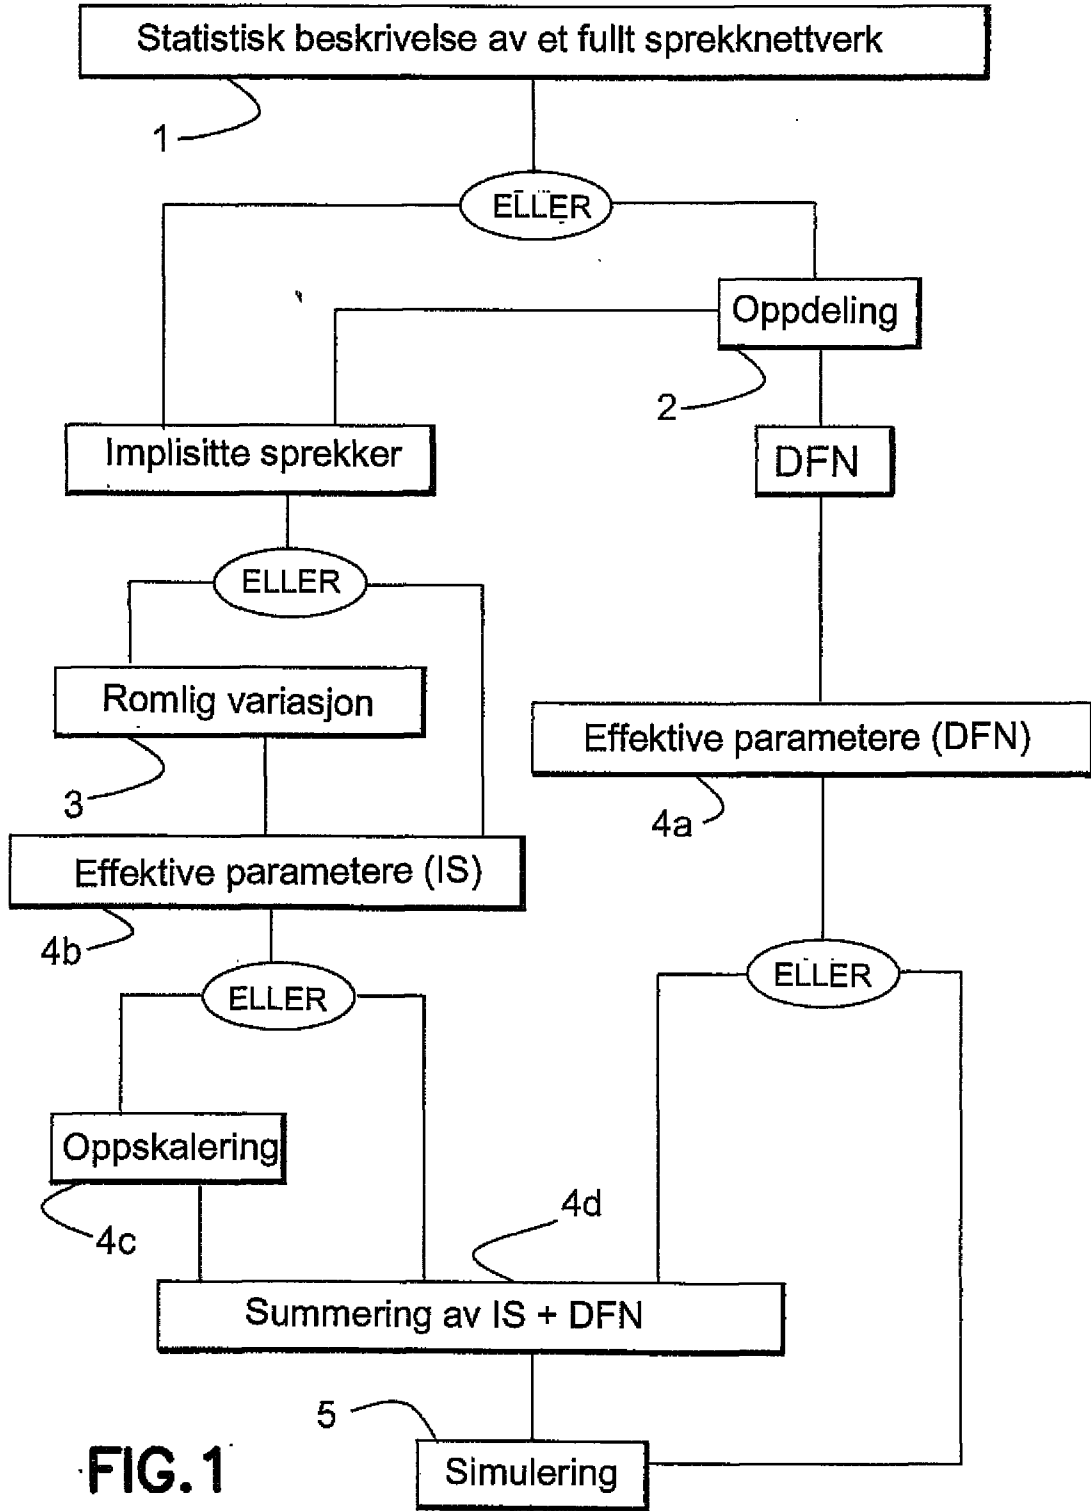 Statistisk beskrivelse av et fullt sprekknettverk
1
ELLER
Oppdeling
2
Implisitte sprekker
DFN
ELLER
Romlig variasjon
3
Effektive parametere (DFN)
4a
Effektive parametere (IS)
4b
ELLER
ELLER
Oppskalering
4c
4d
Summering av IS + DFN
5
Simulering
FIG.1